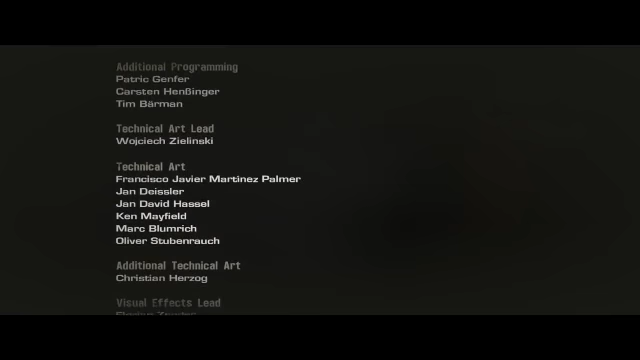 Additional Programming
Patric Genfer
Carsten Henßinger
Tim Bärman
Technical Art Lead
Wojciech Zielinski
Technical Art
Francisco Javier Martinez Palmer
Jan Deissler
Jan David Hassel
Ken Mayfield
Marc Blumrich
Oliver Stubenrauch
Additional Technical Art
Christian Herzog
Visual Effects Lead